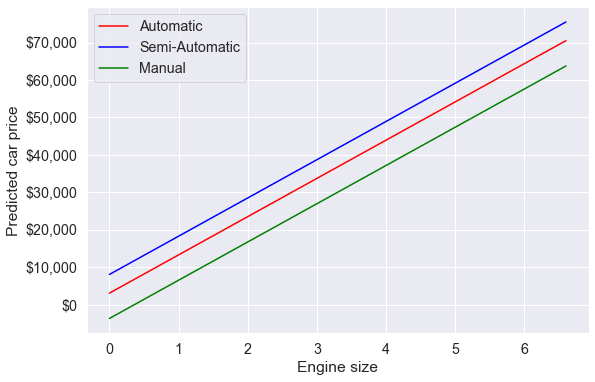 Automatic
Semi-Automatic
Manual
$70,000
$60,000
$50,000
$40,000
$30,000
$20,000
$10,000
$0
Predicted car price
0 1 2 3 4 5 6
Engine size